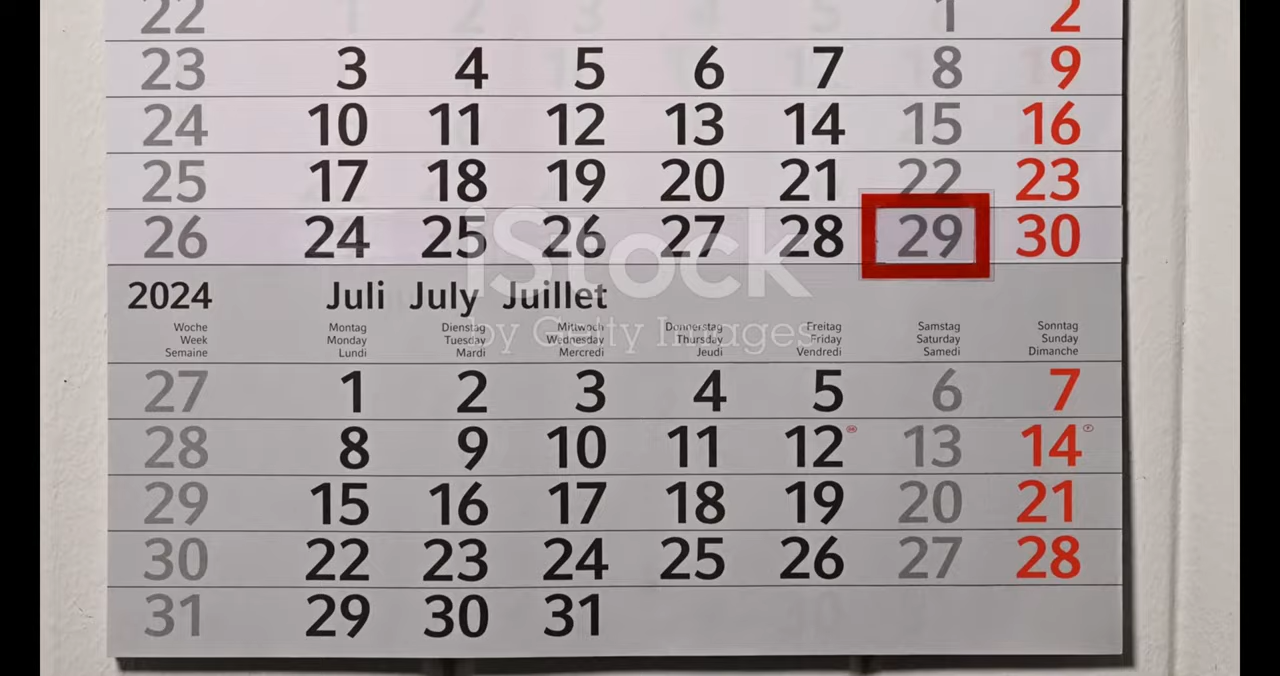 22 1 2
23 3 4 5 6 7 8 9
24 10 11 12 13 14 15 16
25 17 18 19 20 21 22 23
26 24 25 26 27 28 29 30
iStock
by Getty Images
2024 Juli July Juillet
Woche Montag Dienstag Mittwoch Donnerstag Freitag Samstag Sonntag
Week Monday Tuesday Wednesday Thursday Friday Saturday Sunday
Semaine Lundi Mardi Mercredi Jeudi Vendredi Samedi Dimanche
27 1 2 3 4 5 6 7
28 8 9 10 11 12 13 14
29 15 16 17 18 19 20 21
30 22 23 24 25 26 27 28
31 29 30 31